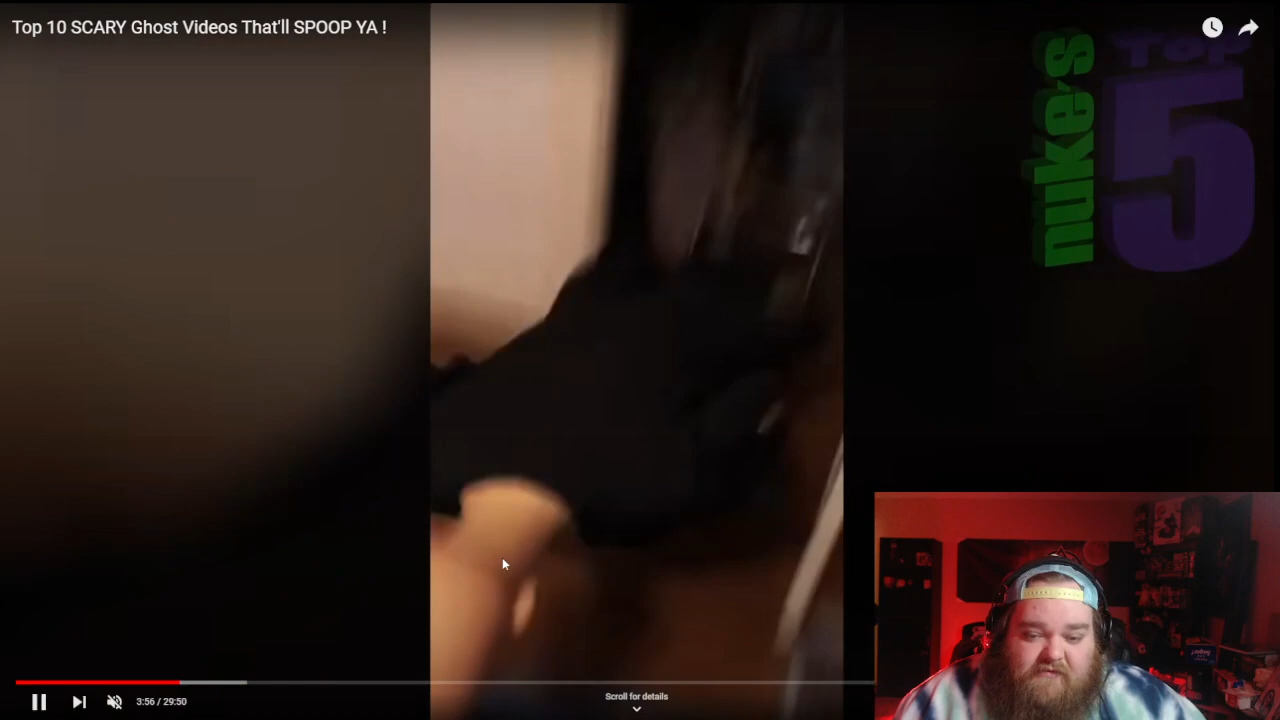 Top 10 SCARY Ghost Videos That'll SPOOP YA !
nuke's
Top
5
Scroll for details
3:56 / 29:50